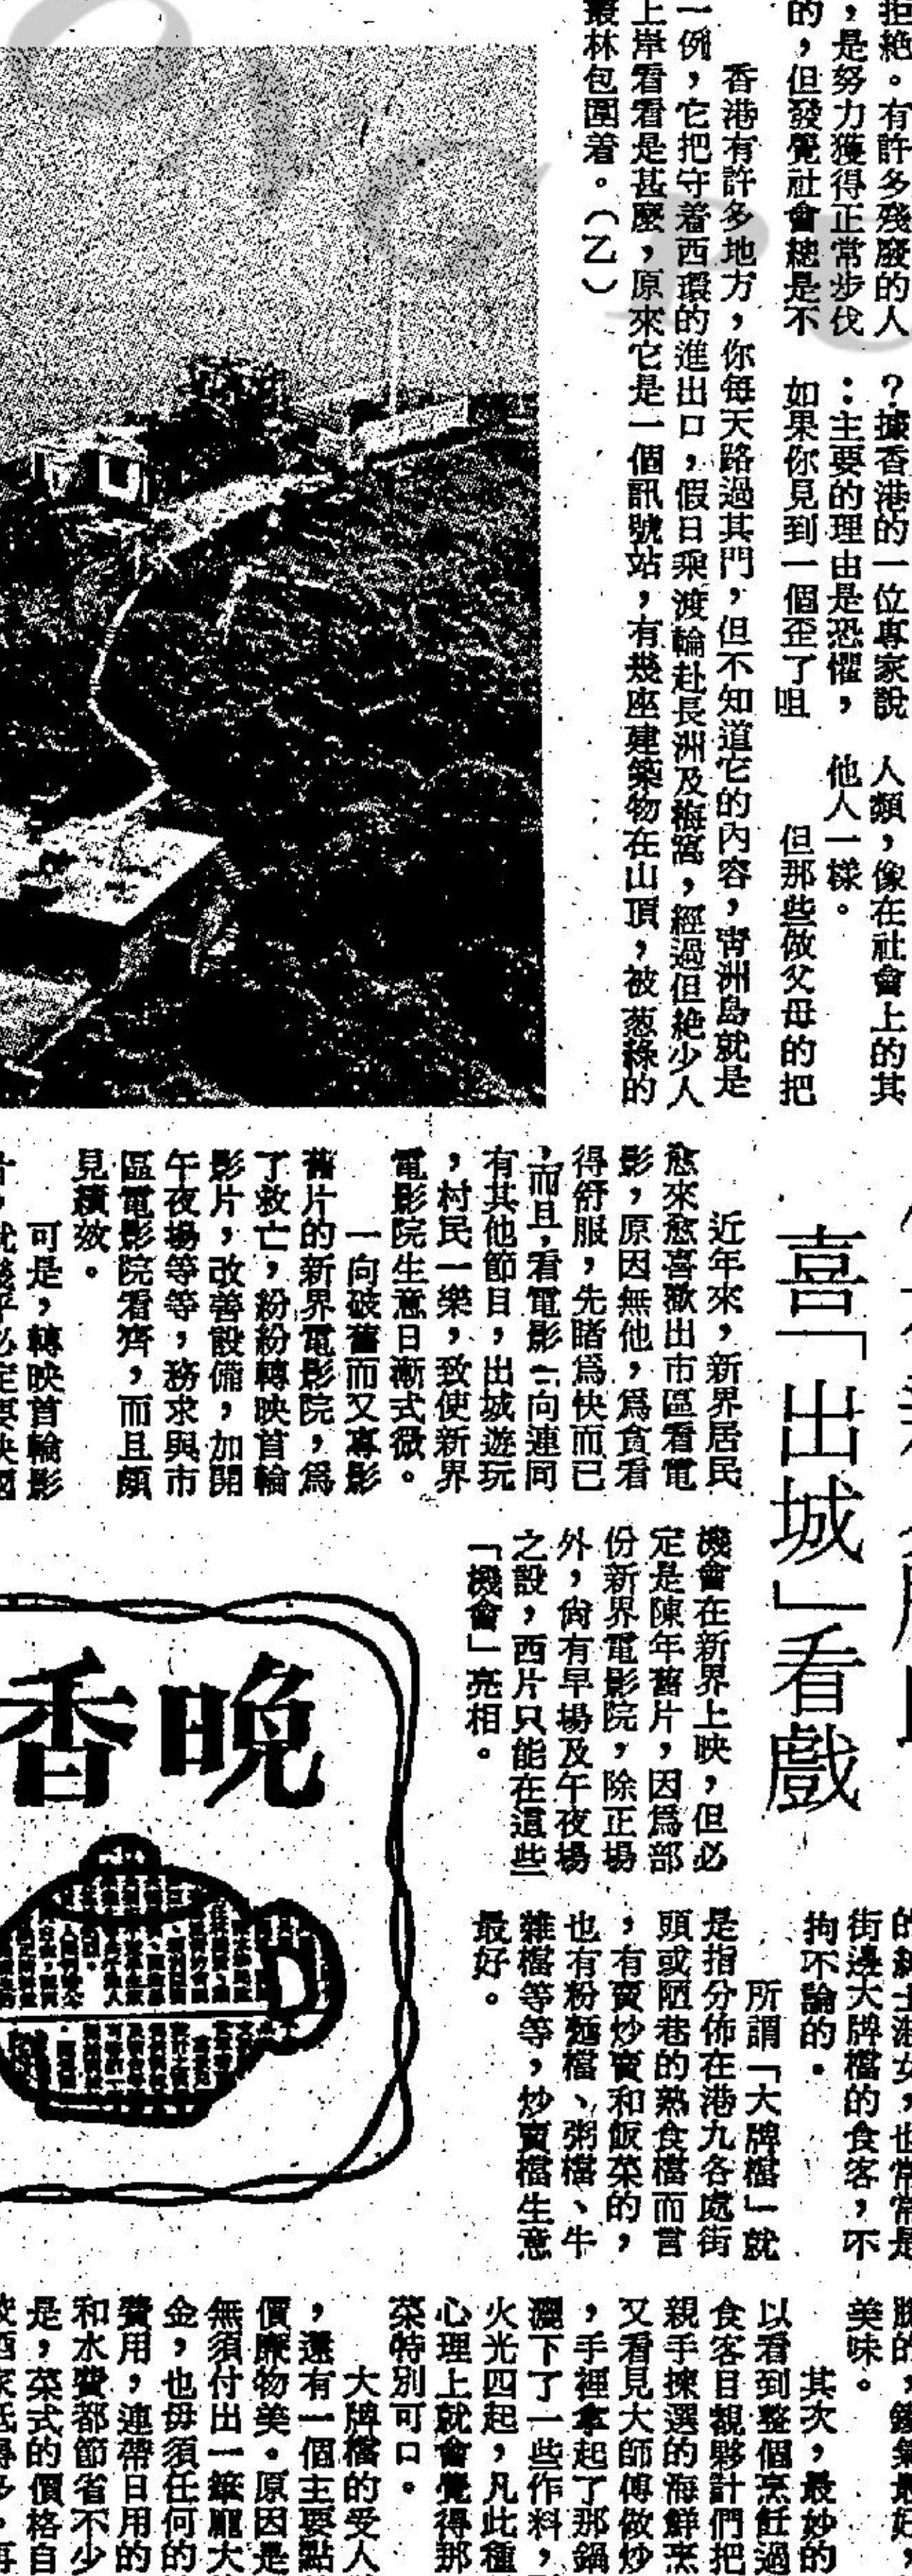 拒絶。有許多殘廢的人
，是努力獲得正常步伐
的，但發覺社會總是不
？據香港的一位專家說
：主要的理由是恐懼，
如果你見到一個歪了咀
人類，像在社會上的其
他人一樣。
但那些做父母的把
香港有許多地方，你每天路過其門，但不知道它的內容，靑洲島就是
一例，它把守着西環的進出口，假日乘渡輪赴長洲及梅窩，經過但絶少人
上岸看看是甚麼，原來它是一個訊號站，有幾座建築物在山頂，被葱綠的
叢林包圍着。（乙）
喜「出城」看戲
近年來，新界居民
愈來愈喜歡出市區看電
影，原因無他，爲貪看
得舒服，先睹爲快而已
，而且，看電影一向連同
有其他節目，出城遊玩
，村民一樂，致使新界
電影院生意日漸式微。
一向破舊而又專影
舊片的新界電影院，爲
了救亡，紛紛轉映首輪
影片，改善設備，加開
午夜場等等，務求與市
區電影院看齊，而且頗
見績效。
可是，轉映首輪影
機會在新界上映，但必
定是陳年舊片，因爲部
份新界電影院，除正場
外，尙有早場及午夜場
之設，西片只能在這些
「機會」亮相。
晚香
街邊大牌檔的食客，不
拘不論的。
所謂「大牌檔」就
是指分佈在港九各處街
頭或陋巷的熟食檔而言
，有賣炒賣和飯菜的，
也有粉麵檔、粥檔、牛
雜檔等等，炒賣檔生意
最好。
美味。
其次，最妙的
以看到整個烹飪過
食客目覩夥計們把
親手揀選的海鮮烹
又看見大師傅做炒
，手裡拿起了那鍋
灑下了一些作料，
火光四起，凡此種
心理上就會覺得那
菜特別可口。
大牌檔的受人
，還有一個主要點
價廉物美。原因是
無須付出一筆龐大
金，也毋須任何的
費用，連帶日用的
和水費都節省不少
是，菜式的價格自